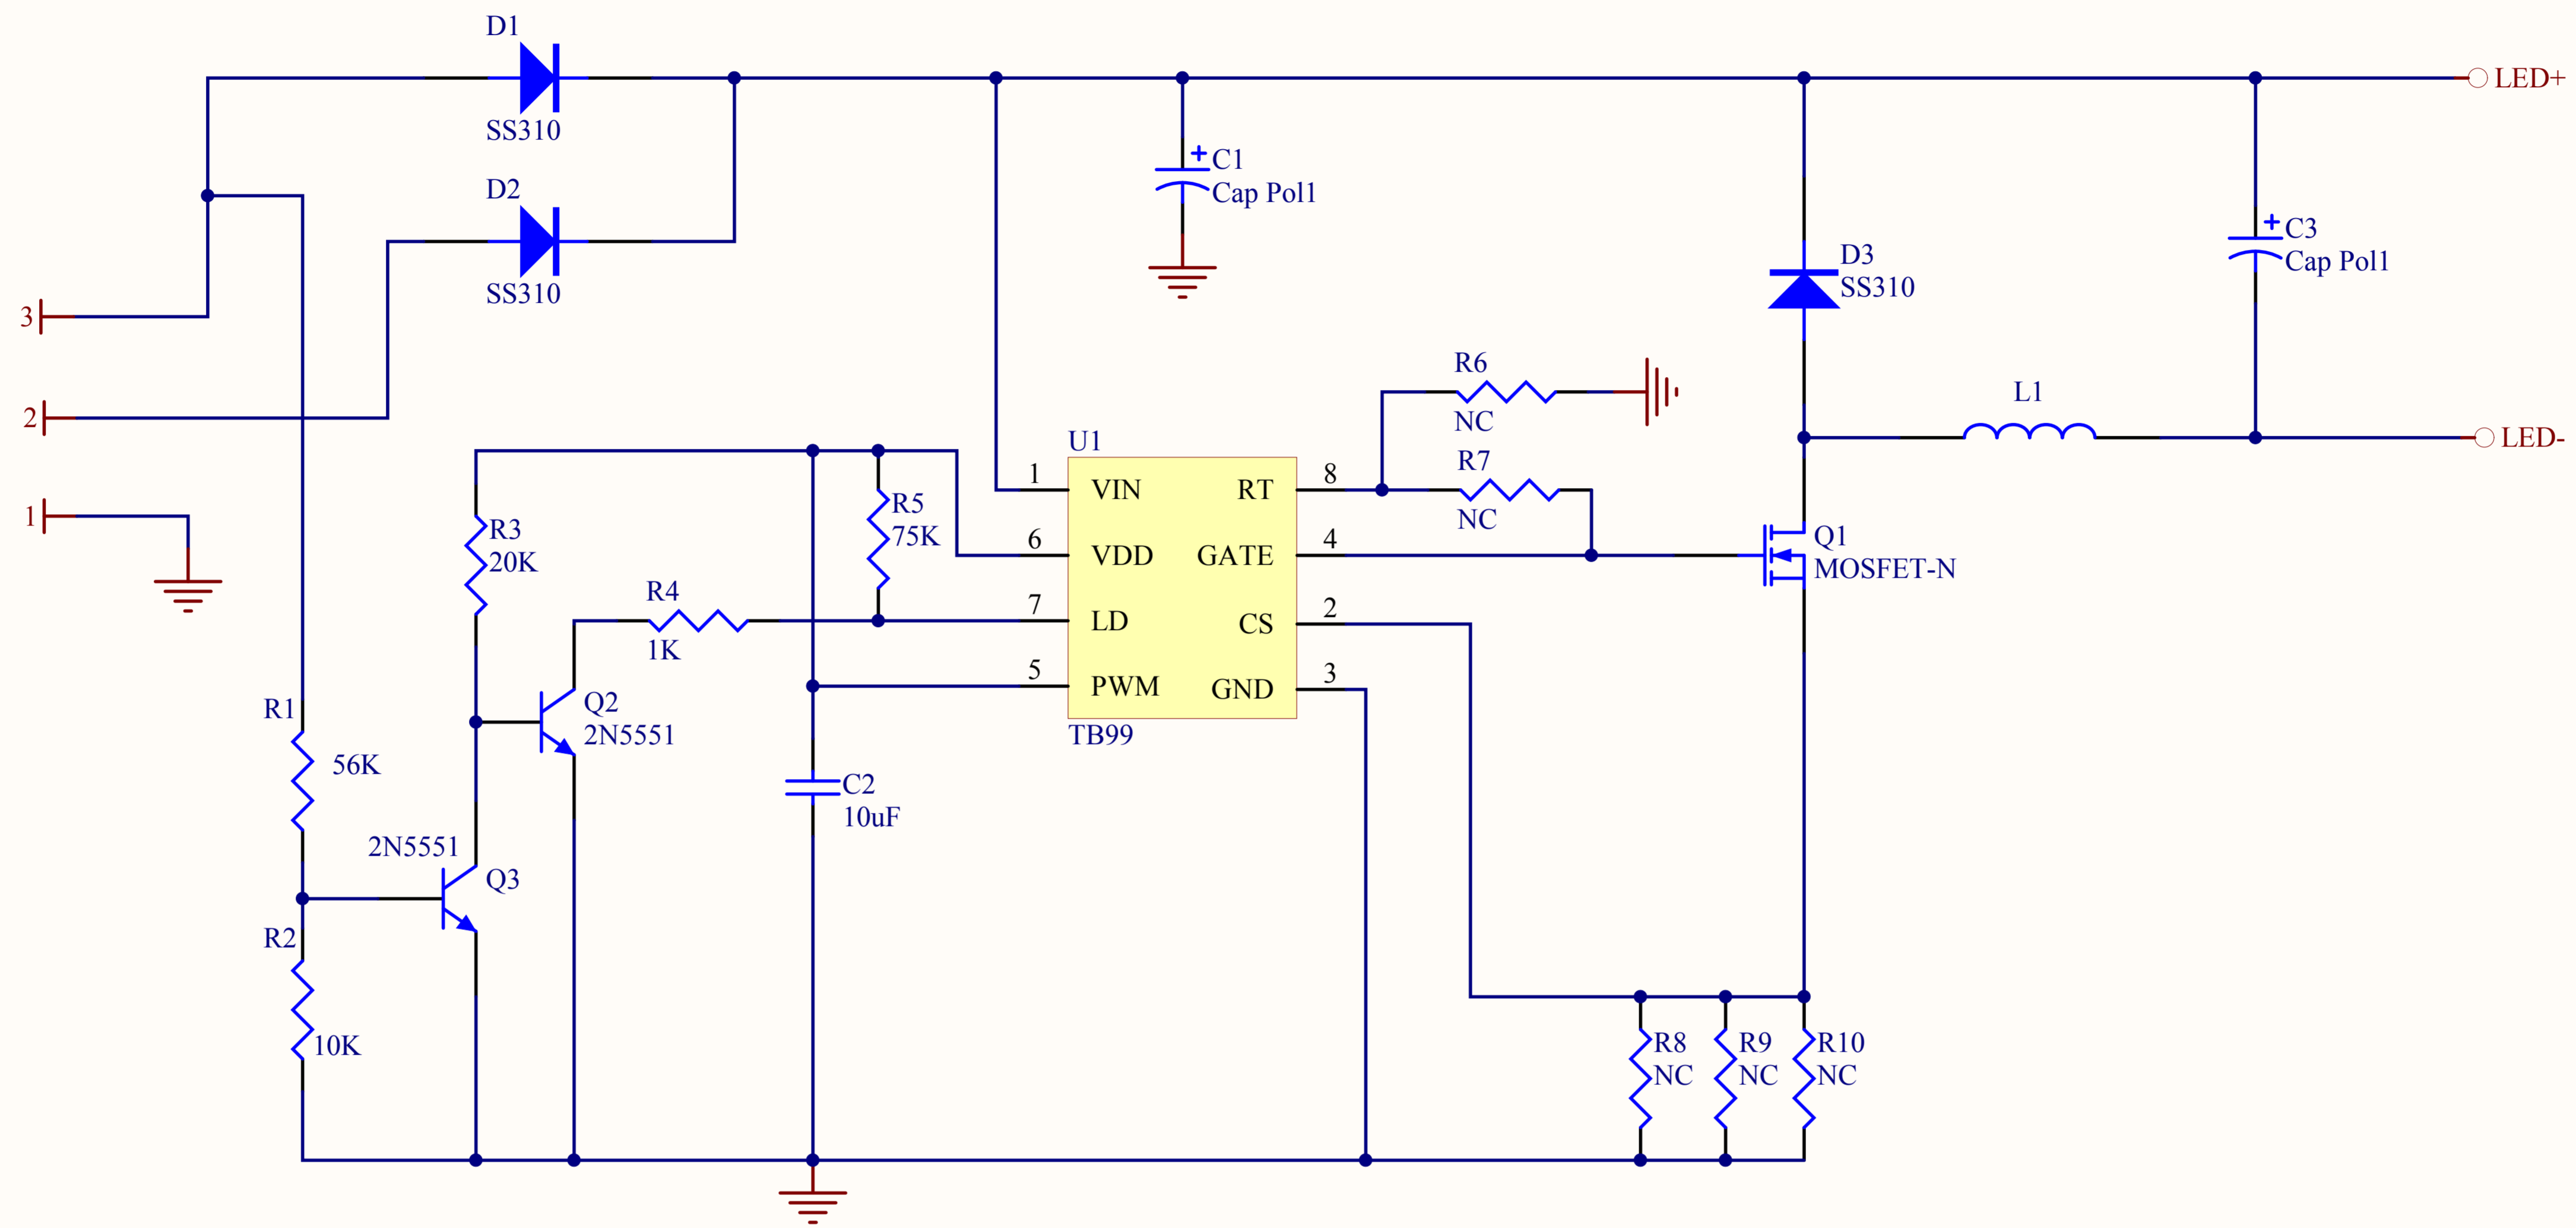 D1
SS310
LED+
D2
SS310
+
C1
Cap Pol1
+
C3
Cap Pol1
D3
SS310
3
2
1
R6
NC
R7
NC
L1
LED-
U1
1
VIN
RT
8
6
VDD
GATE
4
7
LD
CS
2
5
PWM
GND
3
TB99
R5
75K
R3
20K
R4
1K
Q1
MOSFET-N
Q2
2N5551
R1
56K
C2
10uF
2N5551
Q3
R2
10K
R8
NC
R9
NC
R10
NC